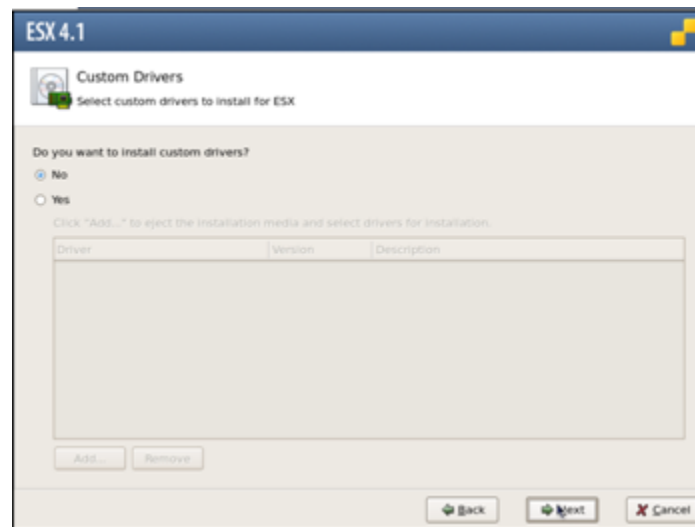 ESX 4.1
Custom Drivers
Select custom drivers to install for ESX
Do you want to install custom drivers?
No
Yes
Click "Add..." to eject the installation media and select drivers for installation.
Driver Version Description
Add... Remove
Back Next Cancel